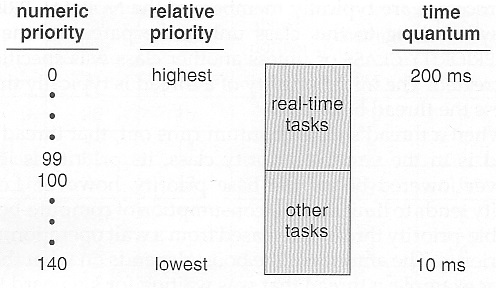 numeric priority
relative priority
time quantum
0
highest
200 ms
real-time tasks
99
100
other tasks
140
lowest
10 ms